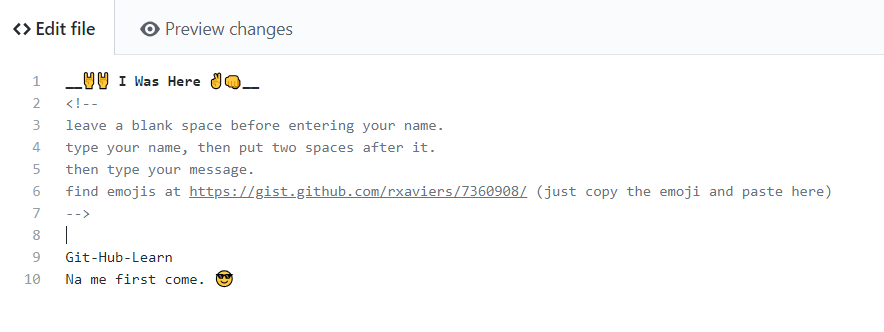 <> Edit file Preview changes
1 __🤘🤘 I Was Here ✌👊__
2 <!--
3 leave a blank space before entering your name.
4 type your name, then put two spaces after it.
5 then type your message.
6 find emojis at https://gist.github.com/rxaviers/7360908/ (just copy the emoji and paste here)
7 -->
8
9 Git-Hub-Learn
10 Na me first come. 😎